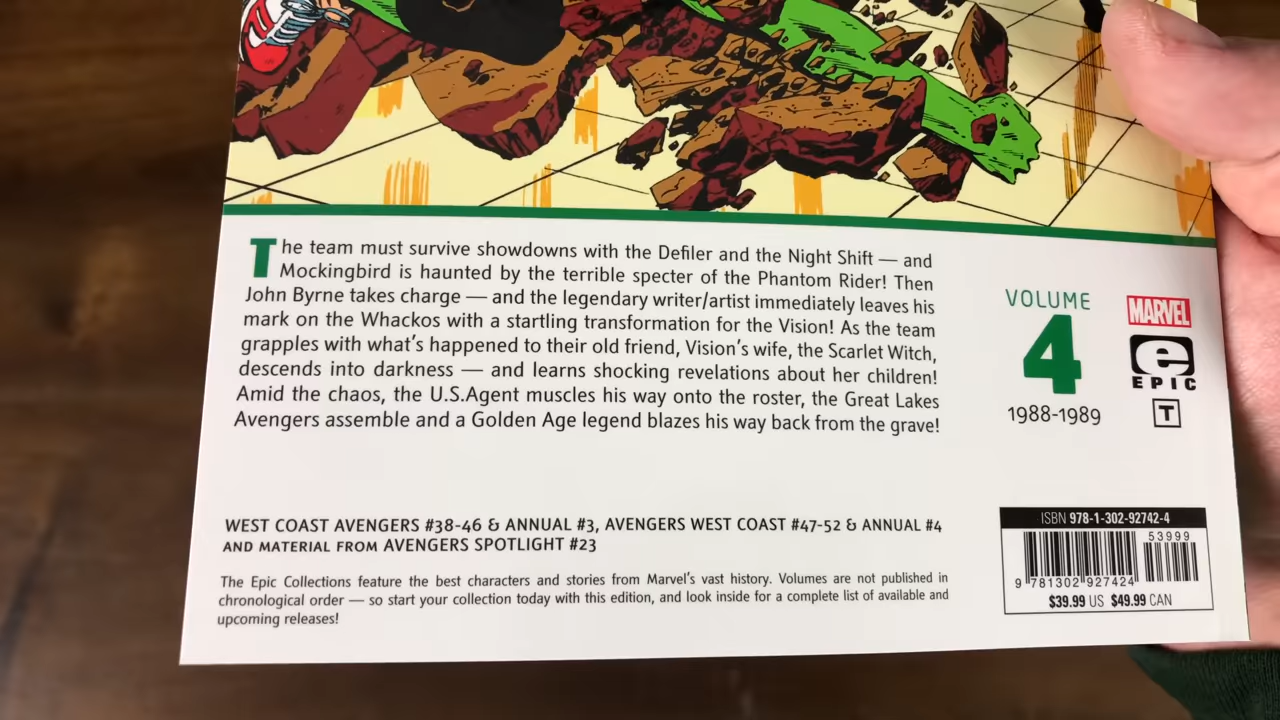 The team must survive showdowns with the Defiler and the Night Shift — and
Mockingbird is haunted by the terrible specter of the Phantom Rider! Then
John Byrne takes charge — and the legendary writer/artist immediately leaves his
mark on the Whackos with a startling transformation for the Vision! As the team
grapples with what's happened to their old friend, Vision's wife, the Scarlet Witch,
descends into darkness — and learns shocking revelations about her children!
Amid the chaos, the U.S.Agent muscles his way onto the roster, the Great Lakes
Avengers assemble and a Golden Age legend blazes his way back from the grave!
VOLUME
4
1988-1989
MARVEL
e
EPIC
T
WEST COAST AVENGERS #38-46 & ANNUAL #3, AVENGERS WEST COAST #47-52 & ANNUAL #4
AND MATERIAL FROM AVENGERS SPOTLIGHT #23
The Epic Collections feature the best characters and stories from Marvel's vast history. Volumes are not published in
chronological order — so start your collection today with this edition, and look inside for a complete list of available and
upcoming releases!
ISBN 978-1-302-92742-4
53999
9 781302 927424
$39.99 US $49.99 CAN